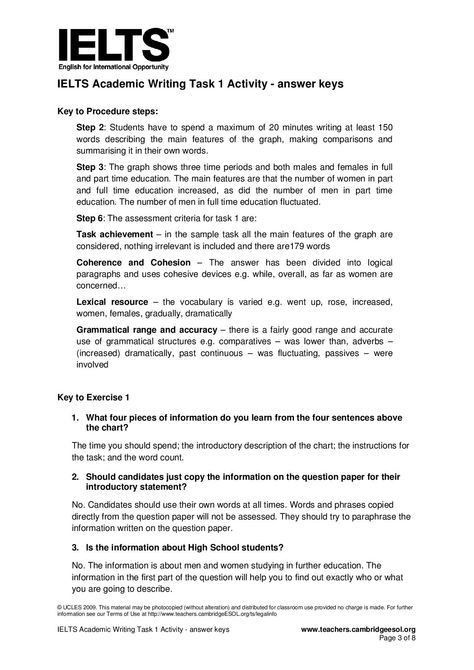 IELTS™
English for International Opportunity
IELTS Academic Writing Task 1 Activity - answer keys
Key to Procedure steps:
Step 2: Students have to spend a maximum of 20 minutes writing at least 150
words describing the main features of the graph, making comparisons and
summarising it in their own words.
Step 3: The graph shows three time periods and both males and females in full
and part time education. The main features are that the number of women in part
and full time education increased, as did the number of men in part time
education. The number of men in full time education fluctuated.
Step 6: The assessment criteria for task 1 are:
Task achievement – in the sample task all the main features of the graph are
considered, nothing irrelevant is included and there are179 words
Coherence and Cohesion – The answer has been divided into logical
paragraphs and uses cohesive devices e.g. while, overall, as far as women are
concerned…
Lexical resource – the vocabulary is varied e.g. went up, rose, increased,
women, females, gradually, dramatically
Grammatical range and accuracy – there is a fairly good range and accurate
use of grammatical structures e.g. comparatives – was lower than, adverbs –
(increased) dramatically, past continuous – was fluctuating, passives – were
involved
Key to Exercise 1
1. What four pieces of information do you learn from the four sentences above
the chart?
The time you should spend; the introductory description of the chart; the instructions for
the task; and the word count.
2. Should candidates just copy the information on the question paper for their
introductory statement?
No. Candidates should use their own words at all times. Words and phrases copied
directly from the question paper will not be assessed. They should try to paraphrase the
information written on the question paper.
3. Is the information about High School students?
No. The information is about men and women studying in further education. The
information in the first part of the question will help you to find out exactly who or what
you are going to describe.
© UCLES 2009. This material may be photocopied (without alteration) and distributed for classroom use provided no charge is made. For further
information see our Terms of Use at http://www.teachers.cambridgeESOL.org/ts/legalinfo
IELTS Academic Writing Task 1 Activity - answer keys www.teachers.cambridgeesol.org
Page 3 of 8